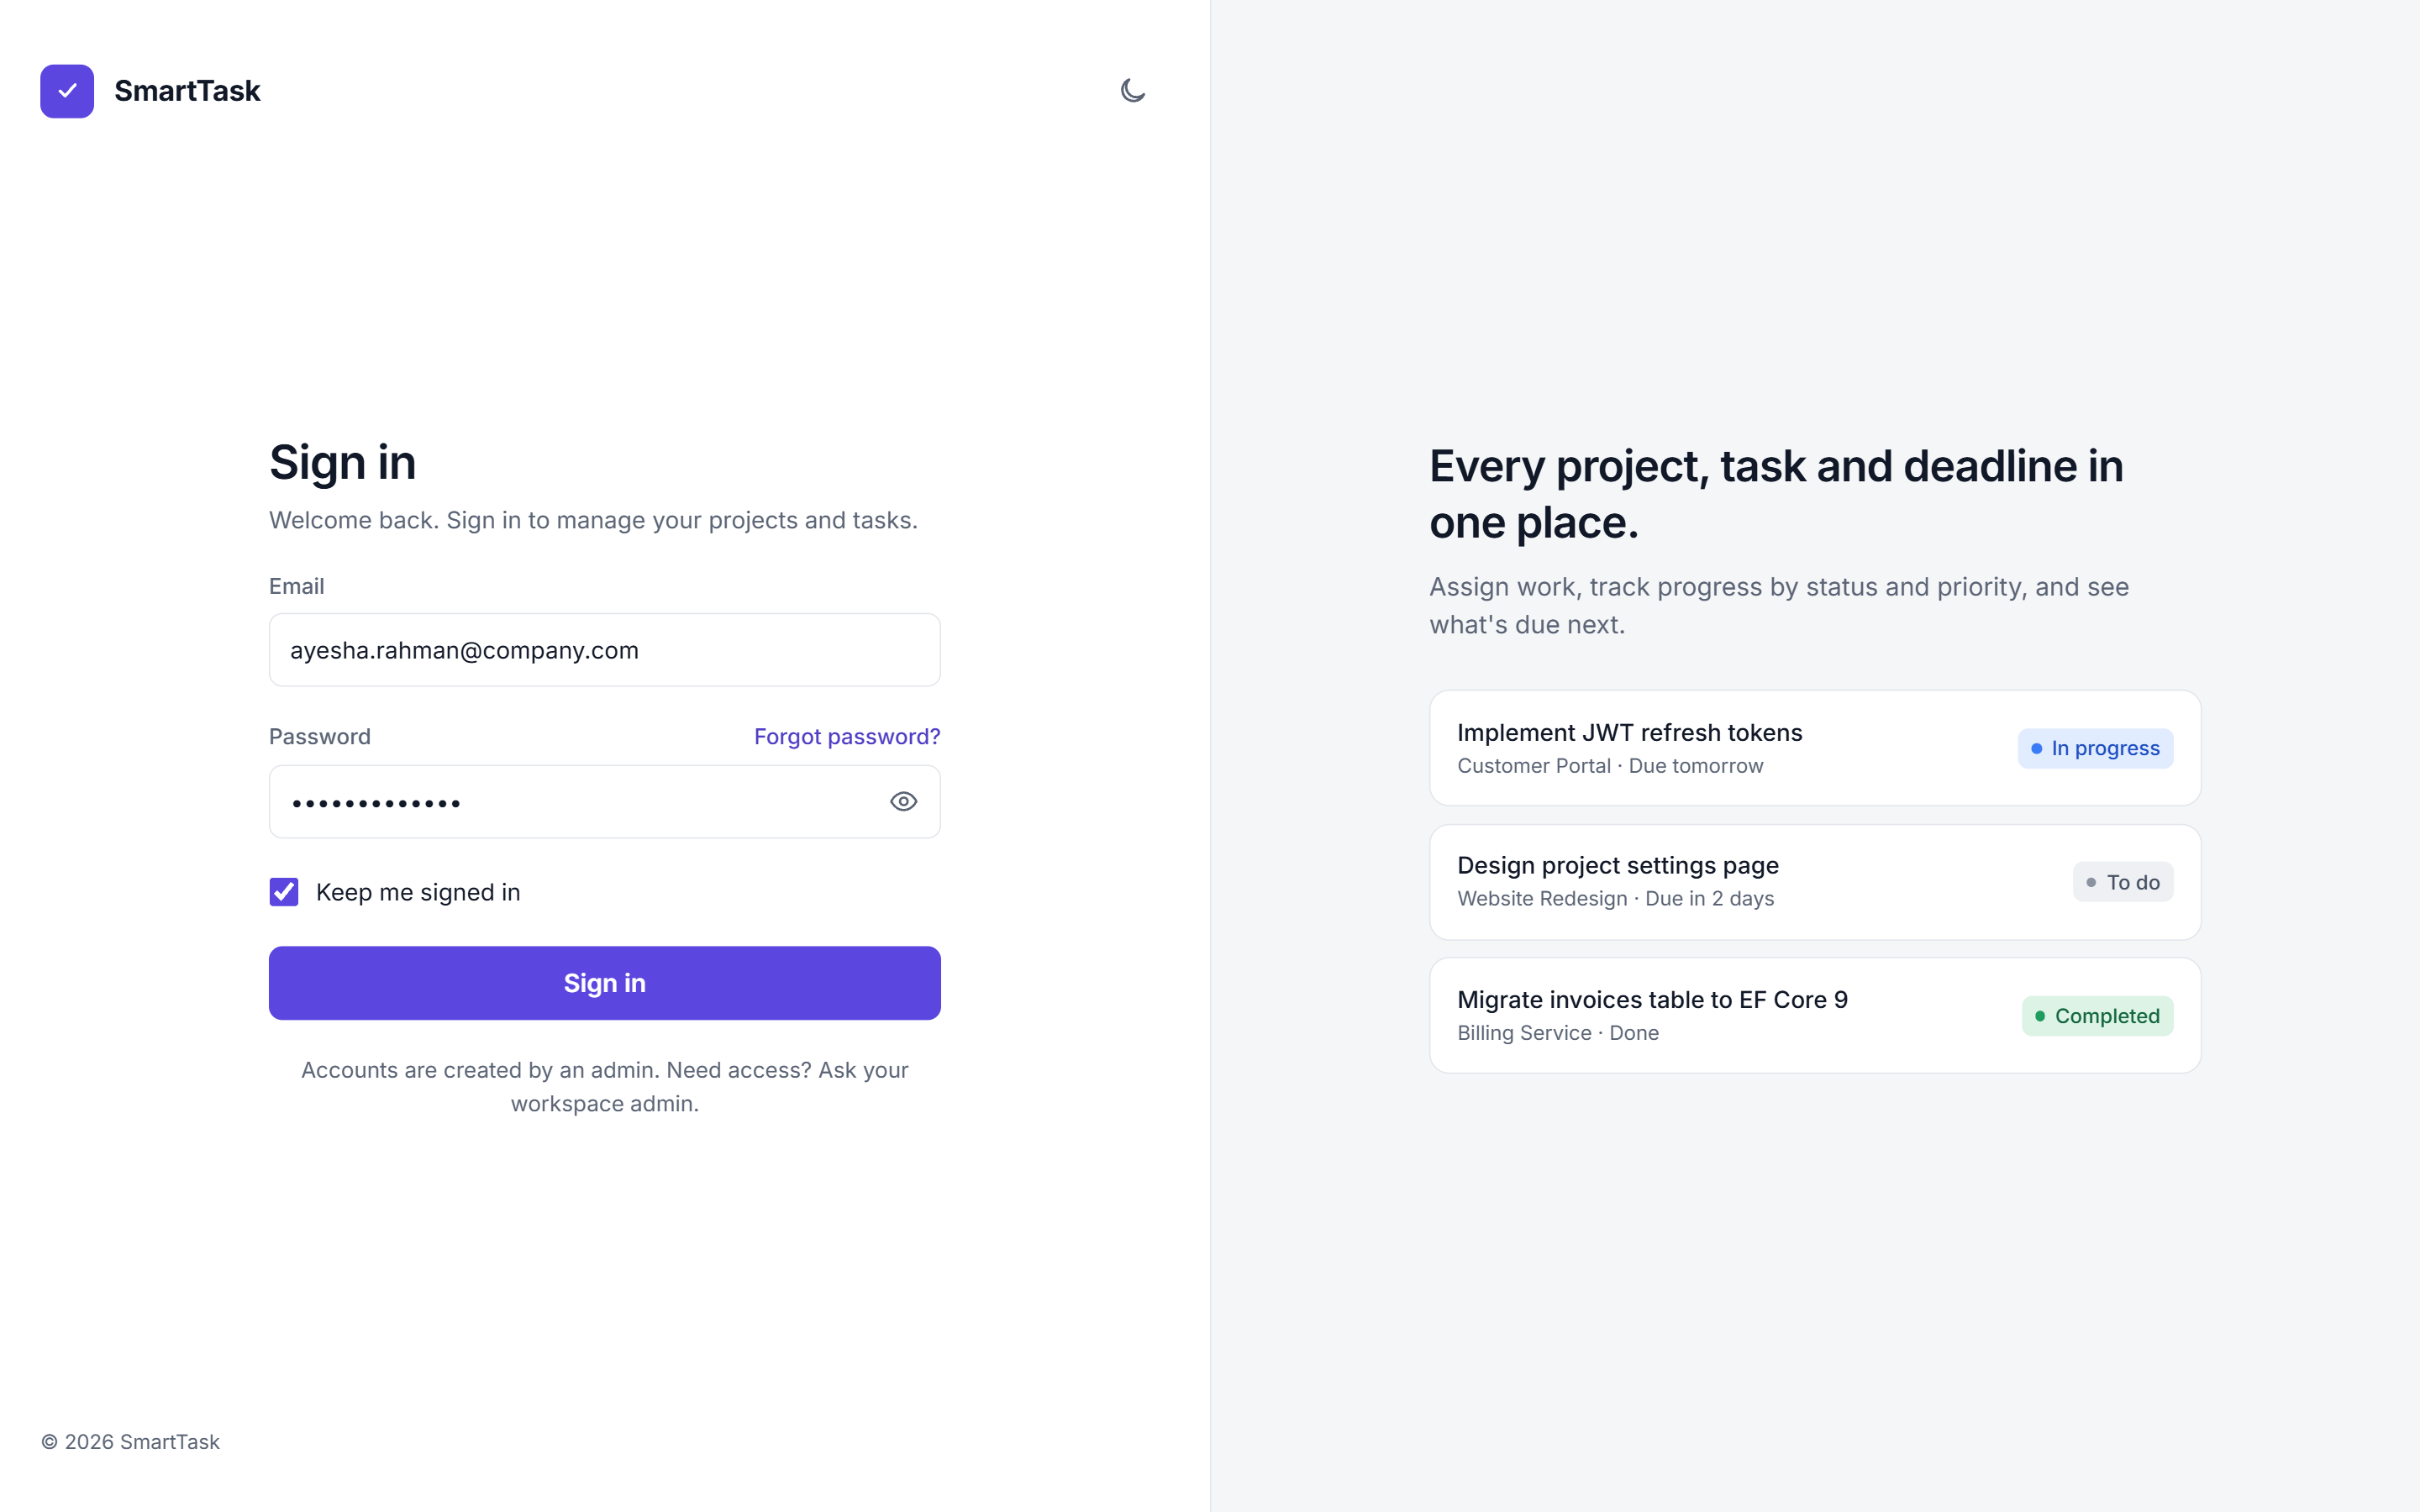 SmartTask
Sign in
Welcome back. Sign in to manage your projects and tasks.
Email
ayesha.rahman@company.com
Password
Forgot password?
•••••••••••••
Keep me signed in
Sign in
Accounts are created by an admin. Need access? Ask your
workspace admin.
© 2026 SmartTask
Every project, task and deadline in
one place.
Assign work, track progress by status and priority, and see
what's due next.
Implement JWT refresh tokens
Customer Portal · Due tomorrow
In progress
Design project settings page
Website Redesign · Due in 2 days
To do
Migrate invoices table to EF Core 9
Billing Service · Done
Completed